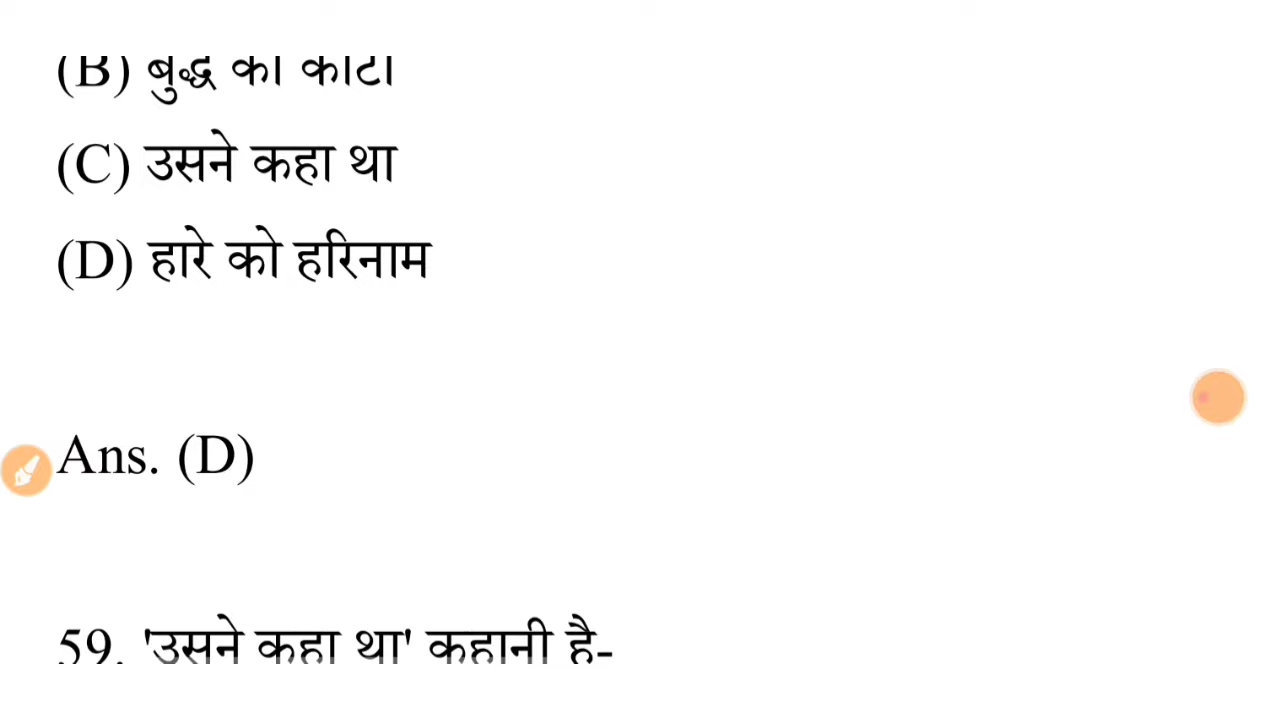 (B) बुद्ध का काँटा
(C) उसने कहा था
(D) हारे को हरिनाम
Ans. (D)
59. 'उसने कहा था' कहानी है-